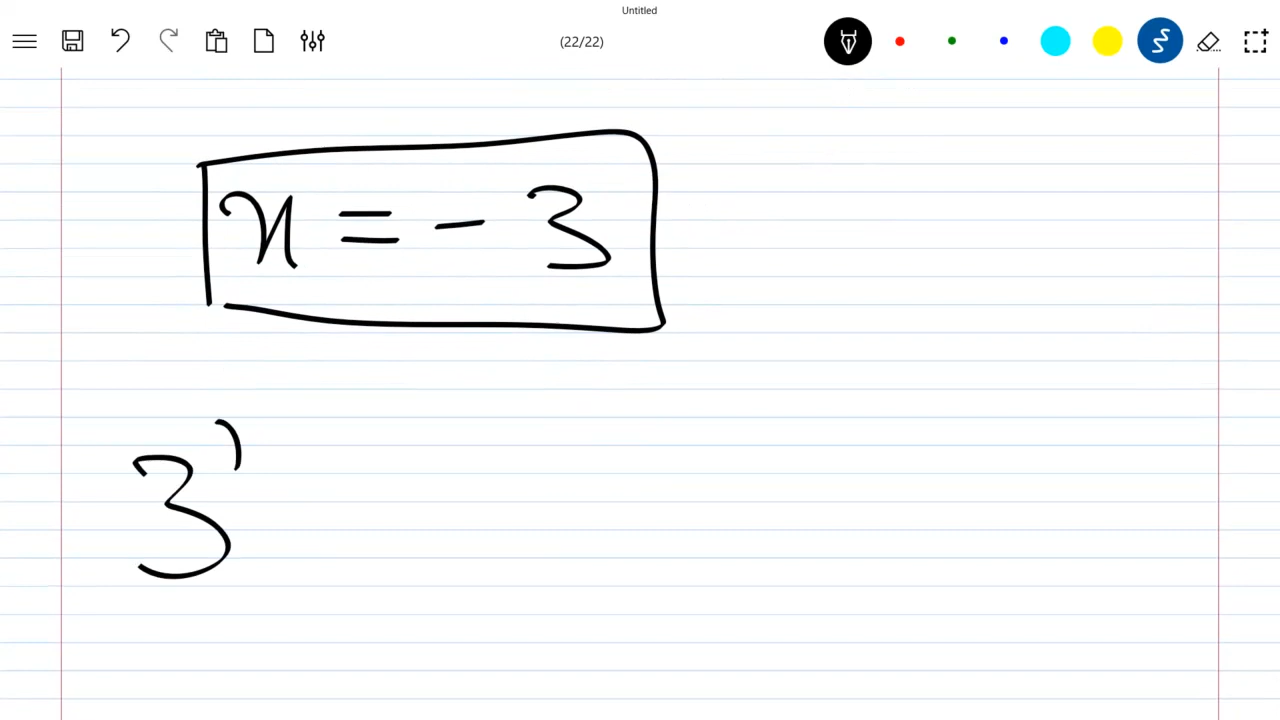 Untitled
(22/22)
x = - 3
3